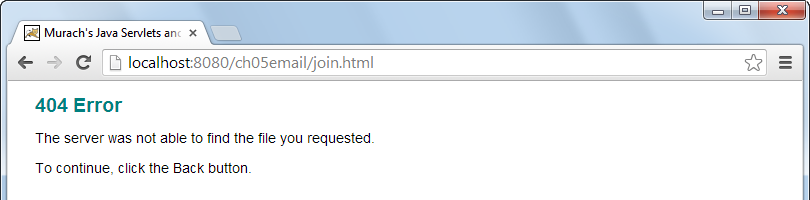 Murach's Java Servlets and
localhost:8080/ch05email/join.html
404 Error
The server was not able to find the file you requested.
To continue, click the Back button.